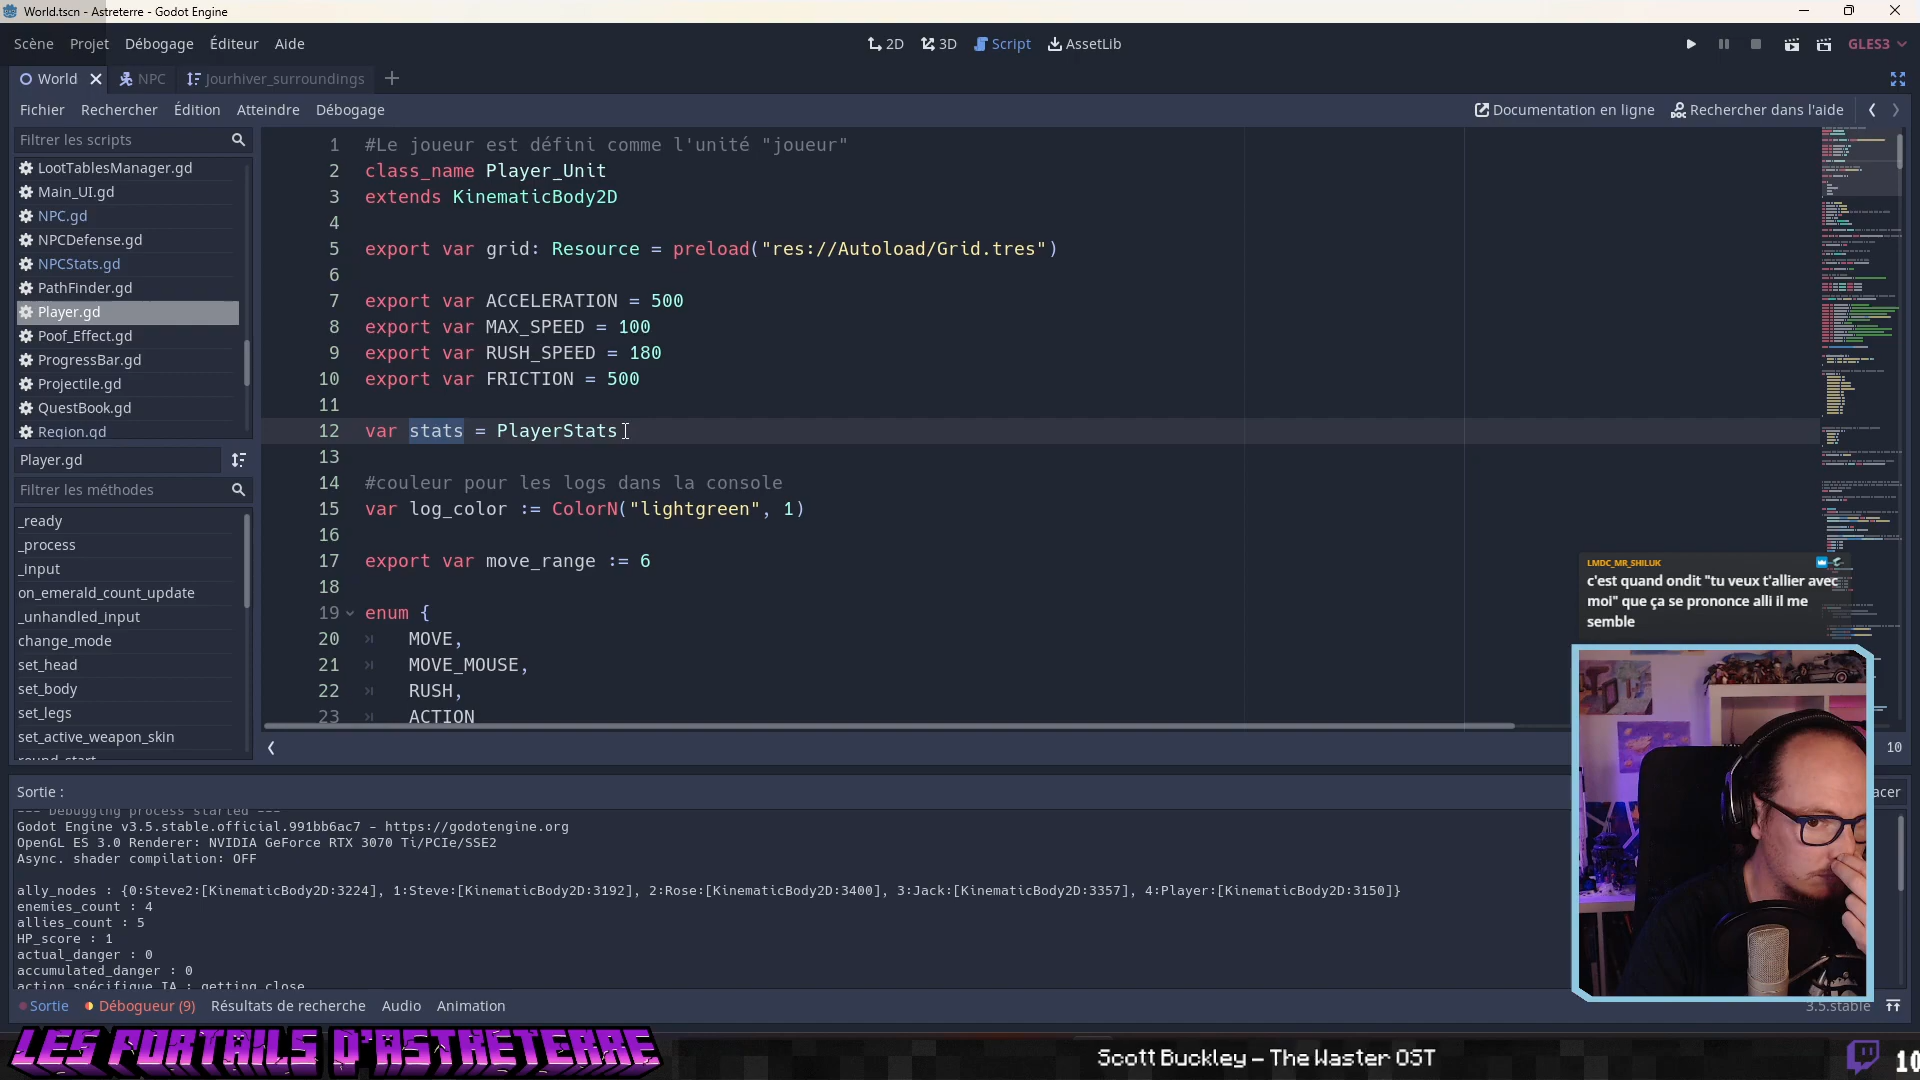 World.tscn - Astreterre - Godot Engine
Scène Projet Débogage Éditeur Aide
2D 3D Script AssetLib
GLES3
World NPC Jourhiver_surroundings
Fichier Rechercher Édition Atteindre Débogage
Documentation en ligne Rechercher dans l'aide
Filtrer les scripts
LootTablesManager.gd
Main_UI.gd
NPC.gd
NPCDefense.gd
NPCStats.gd
PathFinder.gd
Player.gd
Poof_Effect.gd
ProgressBar.gd
Projectile.gd
QuestBook.gd
Region.gd
Player.gd
Filtrer les méthodes
_ready
_process
_input
on_emerald_count_update
_unhandled_input
change_mode
set_head
set_body
set_legs
set_active_weapon_skin
round_start
1 #Le joueur est défini comme l'unité "joueur"
2 class_name Player_Unit
3 extends KinematicBody2D
4
5 export var grid: Resource = preload("res://Autoload/Grid.tres")
6
7 export var ACCELERATION = 500
8 export var MAX_SPEED = 100
9 export var RUSH_SPEED = 180
10 export var FRICTION = 500
11
12 var stats = PlayerStats
13
14 #couleur pour les logs dans la console
15 var log_color := ColorN("lightgreen", 1)
16
17 export var move_range := 6
18
19 enum {
20 MOVE,
21 MOVE_MOUSE,
22 RUSH,
23 ACTION
LMDC_MR_SHILUK
c'est quand ondit "tu veux t'allier avec
moi" que ça se prononce alli il me
semble
10
Sortie :
acer
--- Debugging process started ---
Godot Engine v3.5.stable.official.991bb6ac7 - https://godotengine.org
OpenGL ES 3.0 Renderer: NVIDIA GeForce RTX 3070 Ti/PCIe/SSE2
Async. shader compilation: OFF
ally_nodes : {0:Steve2:[KinematicBody2D:3224], 1:Steve:[KinematicBody2D:3192], 2:Rose:[KinematicBody2D:3400], 3:Jack:[KinematicBody2D:3357], 4:Player:[KinematicBody2D:3150]}
enemies_count : 4
allies_count : 5
HP_score : 1
actual_danger : 0
accumulated_danger : 0
action spécifique IA : getting close
Sortie Débogueur (9) Résultats de recherche Audio Animation
3.5.stable
LES PORTAILS D'ASTRETERRE
Scott Buckley – The Waster OST
10